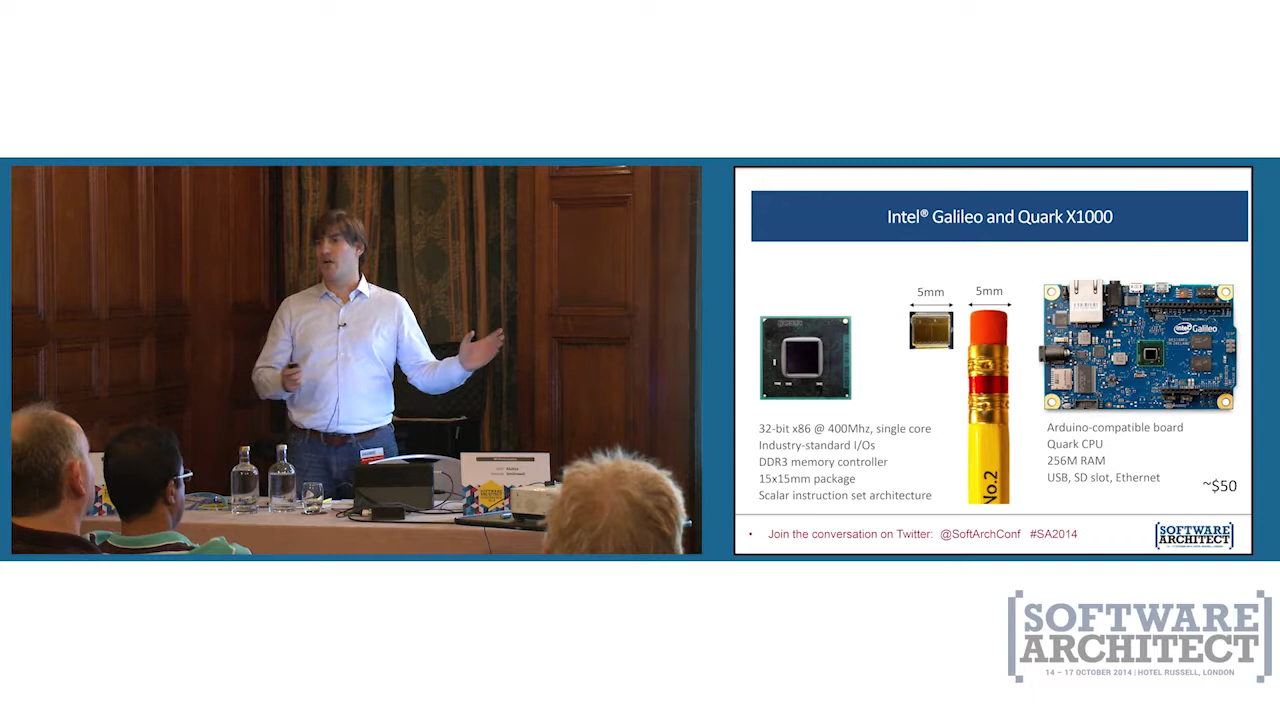 Intel® Galileo and Quark X1000
5mm
5mm
intel Galileo
32-bit x86 @ 400Mhz, single core
Industry-standard I/Os
DDR3 memory controller
15x15mm package
Scalar instruction set architecture
No.2
Arduino-compatible board
Quark CPU
256M RAM
USB, SD slot, Ethernet
~$50
• Join the conversation on Twitter: @SoftArchConf #SA2014
[SOFTWARE
ARCHITECT]
[SOFTWARE
ARCHITECT]
14 – 17 OCTOBER 2014 | HOTEL RUSSELL, LONDON